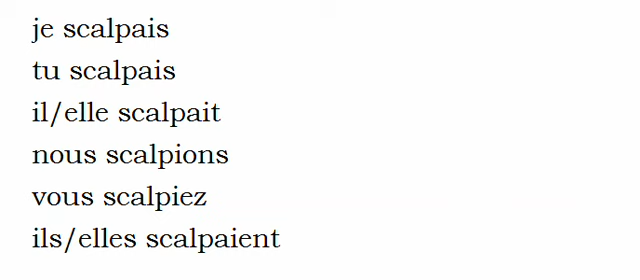 je scalpais
tu scalpais
il/elle scalpait
nous scalpions
vous scalpiez
ils/elles scalpaient